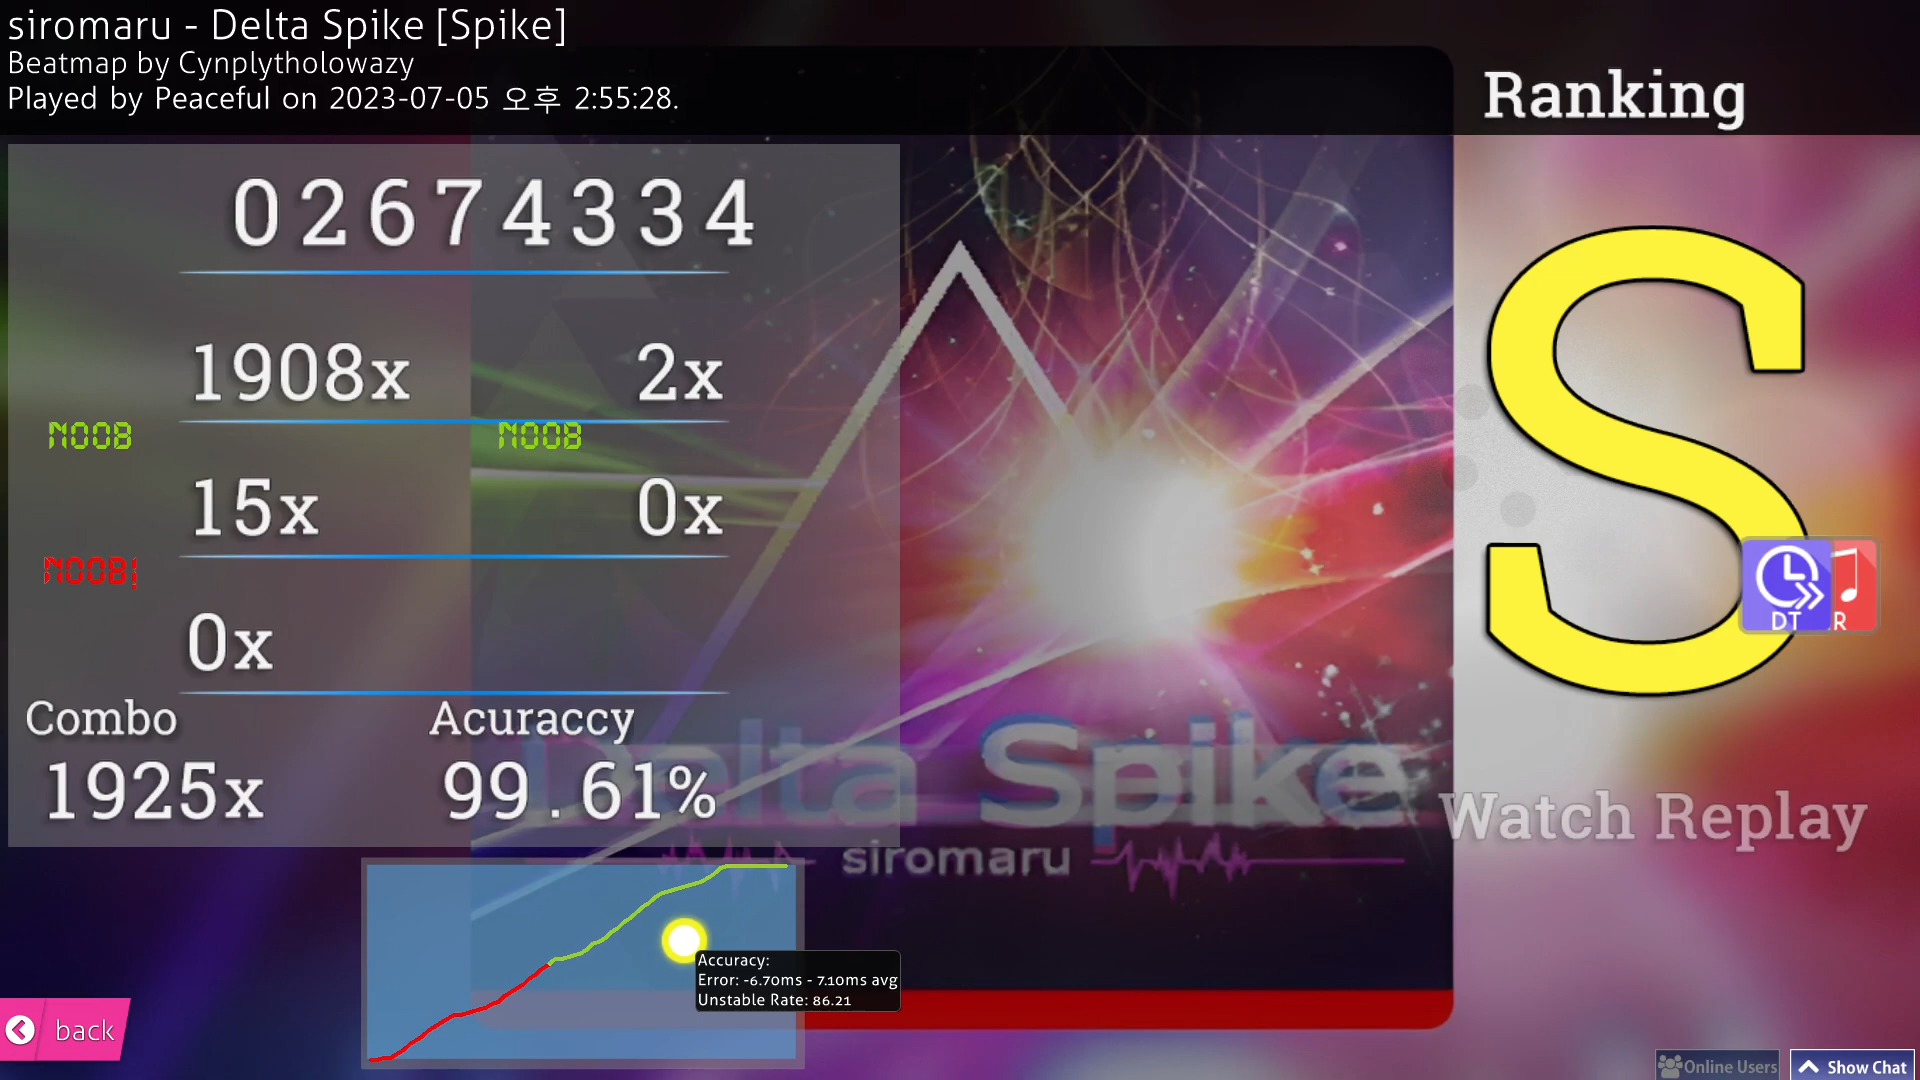 siromaru - Delta Spike [Spike]
Beatmap by Cynplytholowazy
Played by Peaceful on 2023-07-05 오후 2:55:28.
Ranking
02674334
1908x 2x
NOOB NOOB
15x 0x
NOOB!
0x
Combo Acuraccy
1925x 99.61%
S
DT R
Delta Spike
siromaru
Watch Replay
Accuracy:
Error: -6.70ms - 7.10ms avg
Unstable Rate: 86.21
back
Online Users Show Chat